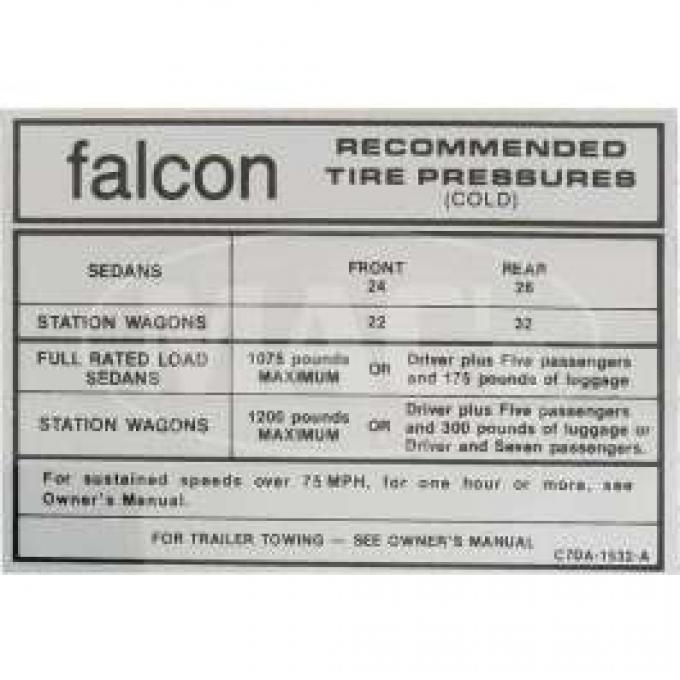 falcon
RECOMMENDED
TIRE PRESSURES
(COLD)
SEDANS FRONT REAR
24 26
STATION WAGONS 22 32
FULL RATED LOAD SEDANS 1075 pounds MAXIMUM OR Driver plus Five passengers and 175 pounds of luggage
STATION WAGONS 1200 pounds MAXIMUM OR Driver plus Five passengers and 300 pounds of luggage or Driver and Seven passengers.
For sustained speeds over 75 MPH, for one hour or more, see
Owner's Manual.
FOR TRAILER TOWING — SEE OWNER'S MANUAL
C7DA-1532-A